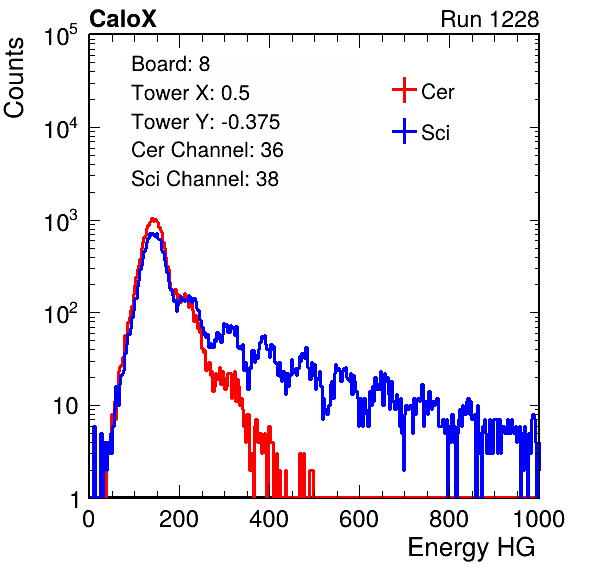 CaloX Run 1228
Counts
10^5
10^4
10^3
10^2
10
1
Board: 8
Tower X: 0.5
Tower Y: -0.375
Cer Channel: 36
Sci Channel: 38
Cer
Sci
0 200 400 600 800 1000
Energy HG